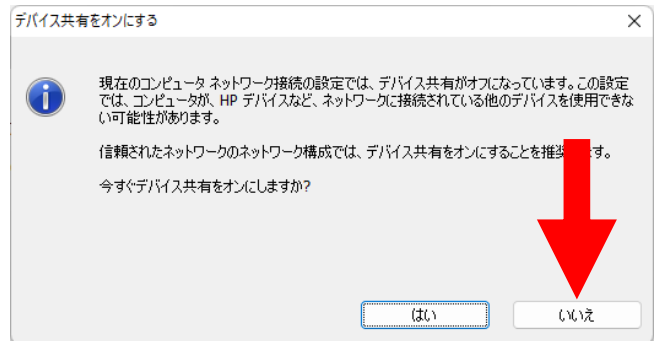 デバイス共有をオンにする
現在のコンピュータ ネットワーク接続の設定では、デバイス共有がオフになっています。この設定
では、コンピュータが、HP デバイスなど、ネットワークに接続されている他のデバイスを使用できな
い可能性があります。
信頼されたネットワークのネットワーク構成では、デバイス共有をオンにすることを推奨します。
今すぐデバイス共有をオンにしますか?
はい
いいえ